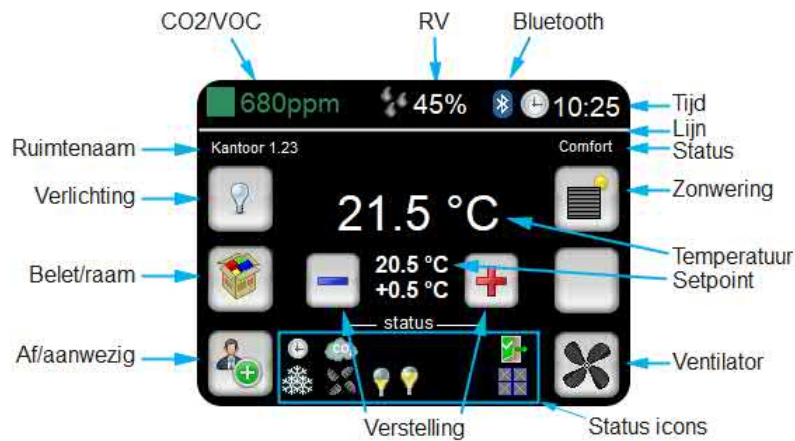 CO2/VOC
RV
Bluetooth
680ppm
45%
10:25
Tijd
Lijn
Ruimtenaam
Kantoor 1.23
Comfort
Status
Verlichting
21.5 °C
Zonwering
Belet/raam
20.5 °C
+0.5 °C
Temperatuur
Setpoint
status
Af/aanwezig
CO2
Ventilator
Verstelling
Status icons